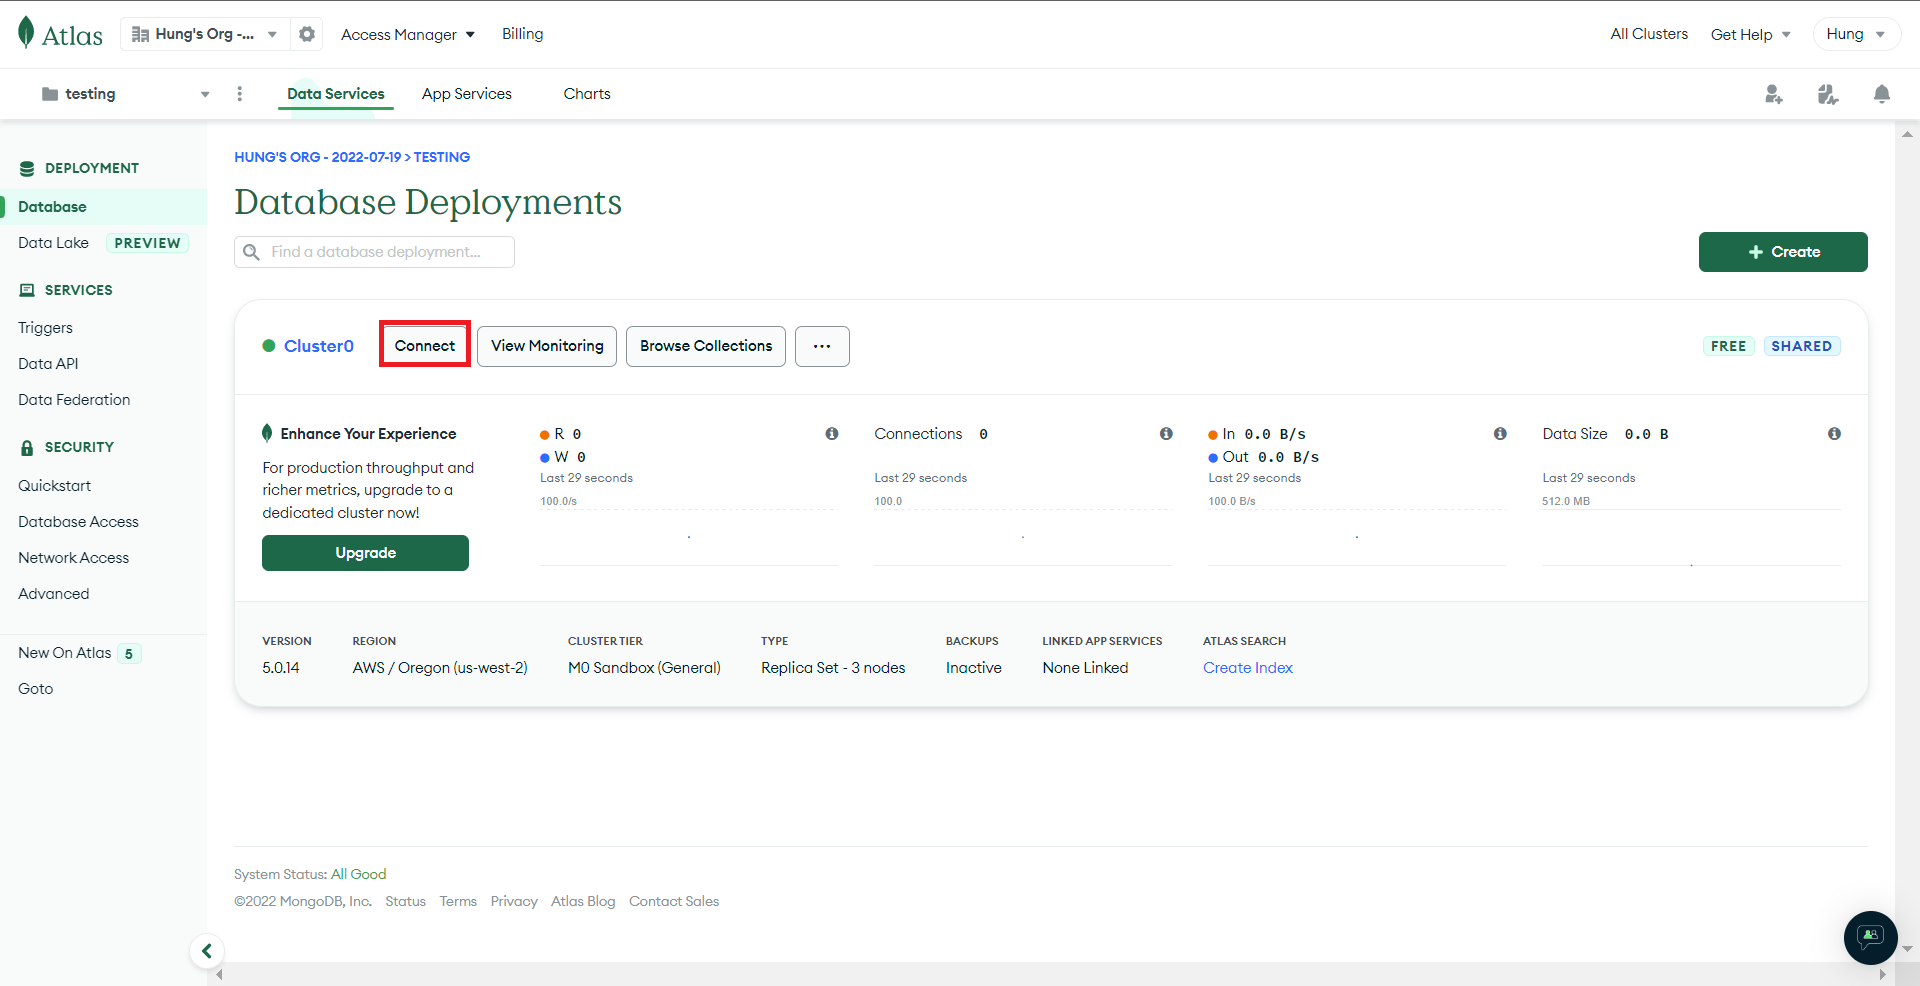 Atlas
Hung's Org -...
Access Manager
Billing
All Clusters
Get Help
Hung
testing
Data Services
App Services
Charts
DEPLOYMENT
Database
Data Lake PREVIEW
SERVICES
Triggers
Data API
Data Federation
SECURITY
Quickstart
Database Access
Network Access
Advanced
New On Atlas 5
Goto
HUNG'S ORG - 2022-07-19 > TESTING
Database Deployments
Find a database deployment...
+ Create
Cluster0
Connect
View Monitoring
Browse Collections
...
FREE
SHARED
Enhance Your Experience
For production throughput and
richer metrics, upgrade to a
dedicated cluster now!
Upgrade
R 0
W 0
Last 29 seconds
100.0/s
Connections 0
Last 29 seconds
100.0
In 0.0 B/s
Out 0.0 B/s
Last 29 seconds
100.0 B/s
Data Size 0.0 B
Last 29 seconds
512.0 MB
VERSION
5.0.14
REGION
AWS / Oregon (us-west-2)
CLUSTER TIER
M0 Sandbox (General)
TYPE
Replica Set - 3 nodes
BACKUPS
Inactive
LINKED APP SERVICES
None Linked
ATLAS SEARCH
Create Index
System Status: All Good
©2022 MongoDB, Inc. Status Terms Privacy Atlas Blog Contact Sales